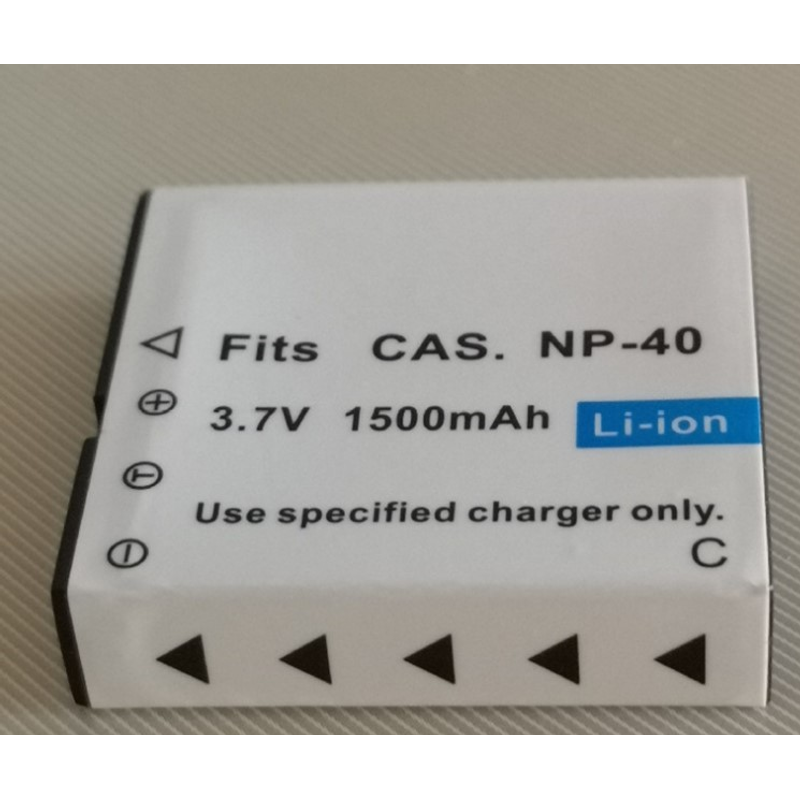 Fits CAS. NP-40
3.7V 1500mAh Li-ion
Use specified charger only.
C